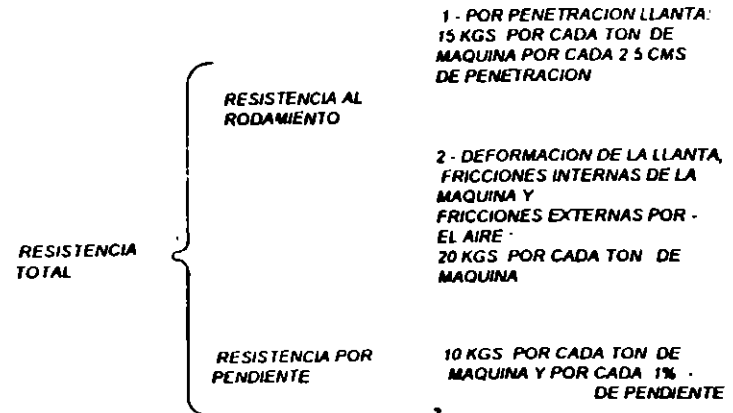 1 - POR PENETRACION LLANTA:
15 KGS POR CADA TON DE
MAQUINA POR CADA 2 5 CMS
DE PENETRACION
RESISTENCIA AL
RODAMIENTO
2 - DEFORMACION DE LA LLANTA,
FRICCIONES INTERNAS DE LA
MAQUINA Y
FRICCIONES EXTERNAS POR -
EL AIRE -
20 KGS POR CADA TON DE
MAQUINA
RESISTENCIA
TOTAL
RESISTENCIA POR
PENDIENTE
10 KGS POR CADA TON DE
MAQUINA Y POR CADA 1% -
DE PENDIENTE